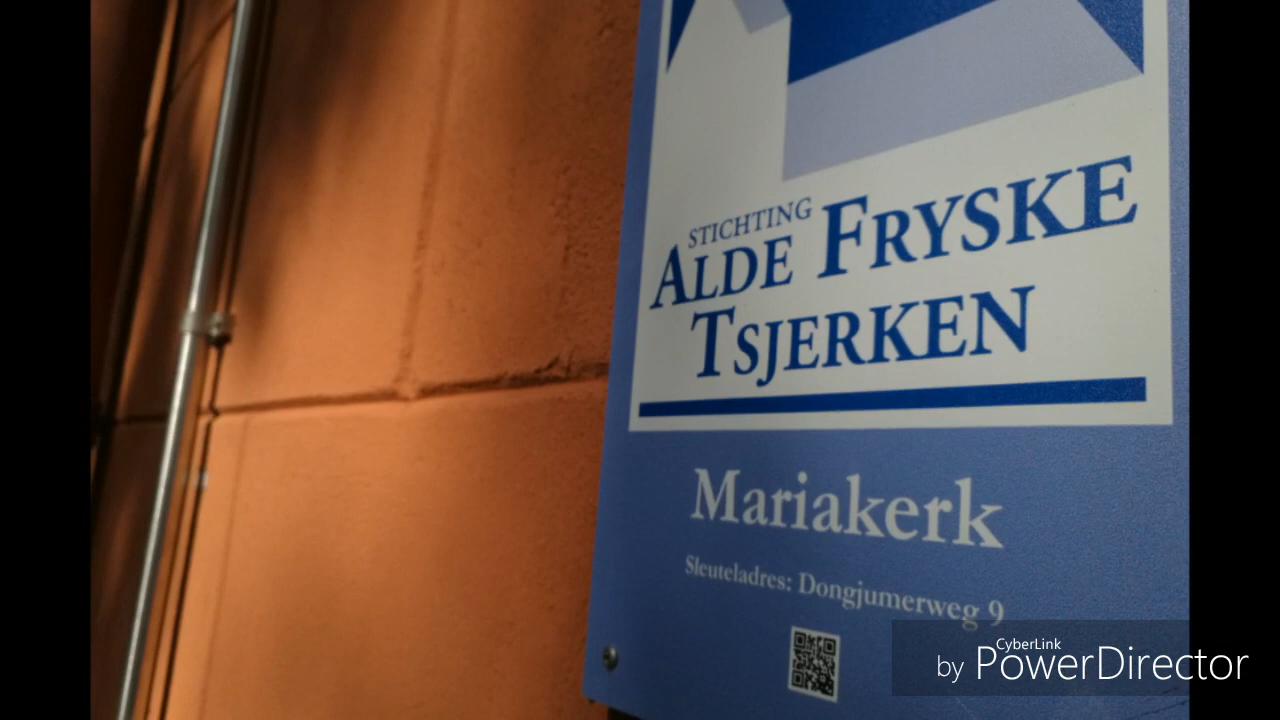 STICHTING
ALDE FRYSKE
TSJERKEN
Mariakerk
Sleuteladres: Dongjumerweg 9
CyberLink
by PowerDirector